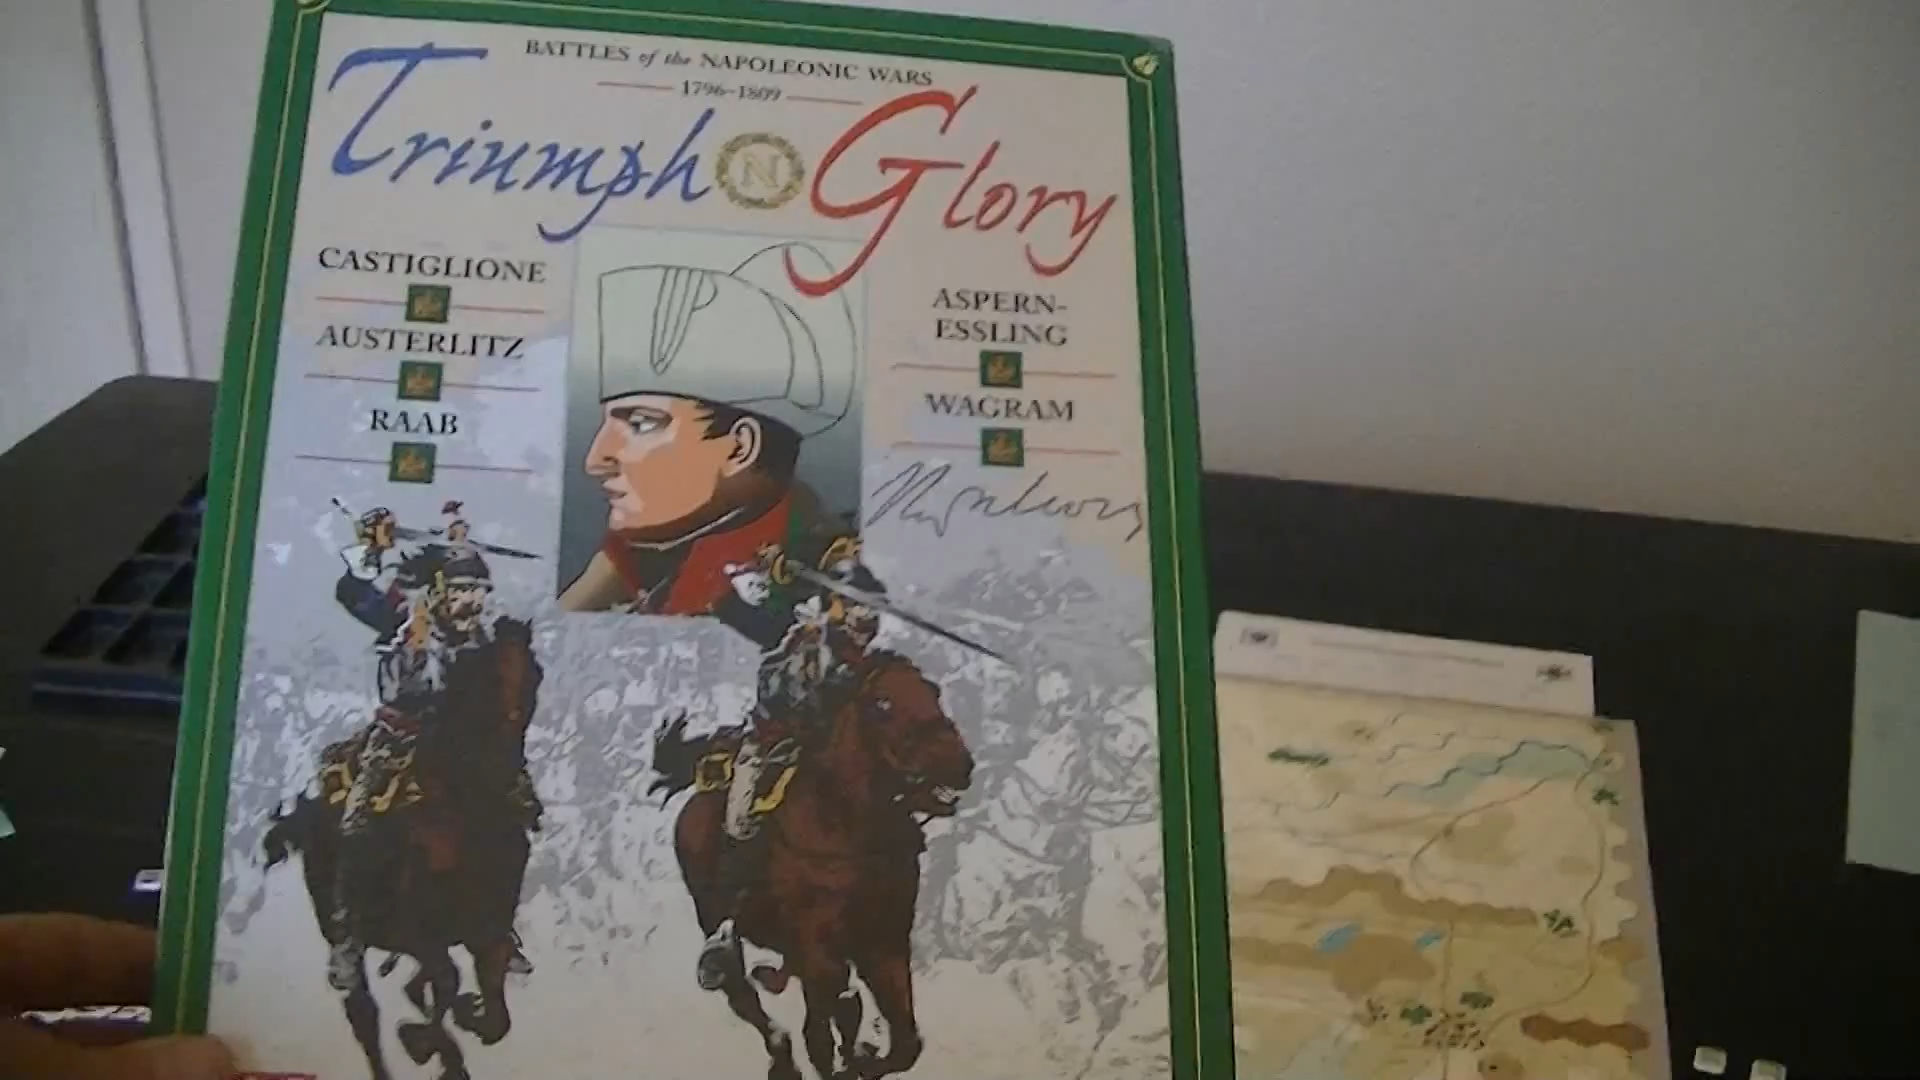 BATTLES of the NAPOLEONIC WARS
1796-1809
Triumph N Glory
CASTIGLIONE
AUSTERLITZ
RAAB
ASPERN-
ESSLING
WAGRAM